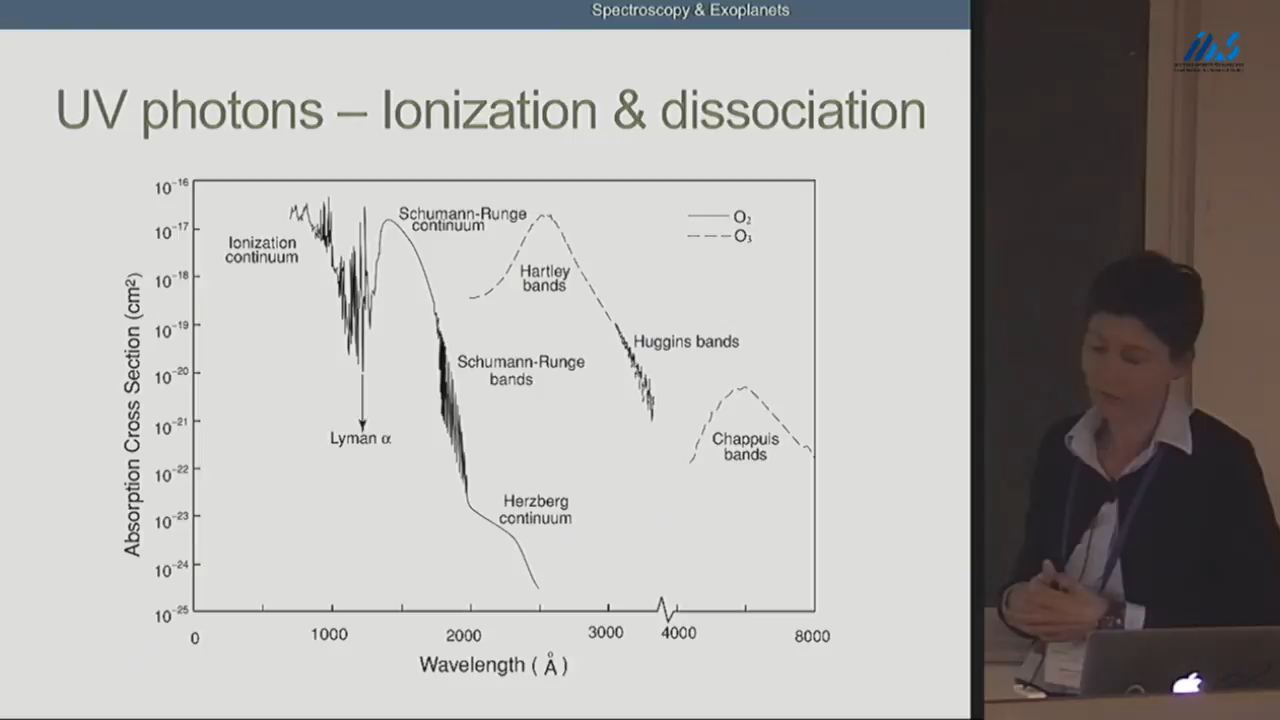 Spectroscopy & Exoplanets
UV photons – Ionization & dissociation
10⁻¹⁶
10⁻¹⁷
10⁻¹⁸
10⁻¹⁹
10⁻²⁰
10⁻²¹
10⁻²²
10⁻²³
10⁻²⁴
10⁻²⁵
Absorption Cross Section (cm²)
Ionization
continuum
Schumann-Runge
continuum
O₂
O₃
Hartley
bands
Huggins bands
Schumann-Runge
bands
Lyman α
Chappuis
bands
Herzberg
continuum
0
1000
2000
3000
4000
8000
Wavelength ( Å )